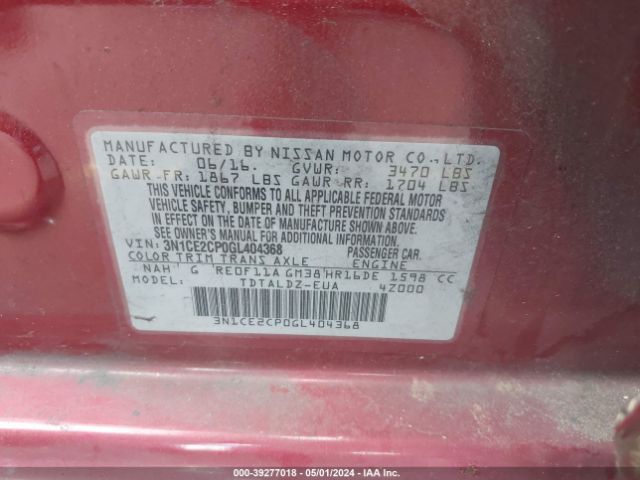 MANUFACTURED BY NISSAN MOTOR CO., LTD.
DATE: 06/16. GVWR: 3470 LBS
GAWR-FR: 1867 LBS GAWR RR: 1704 LBS
THIS VEHICLE CONFORMS TO ALL APPLICABLE FEDERAL MOTOR
VEHICLE SAFETY, BUMPER AND THEFT PREVENTION STANDARDS
IN EFFECT ON THE DATE OF MANUFACTURE SHOWN ABOVE.
SEE OWNER'S MANUAL FOR ADDITIONAL INFORMATION.
VIN: 3N1CE2CP0GL404368 PASSENGER CAR.
COLOR TRIM TRANS AXLE ENGINE
NAH G RE0F11A GM38 HR16DE 1598 CC
MODEL: TDTALDZ-EUA 4Z000
3N1CE2CP0GL404368
000-39277018 - 05/01/2024 - IAA Inc.